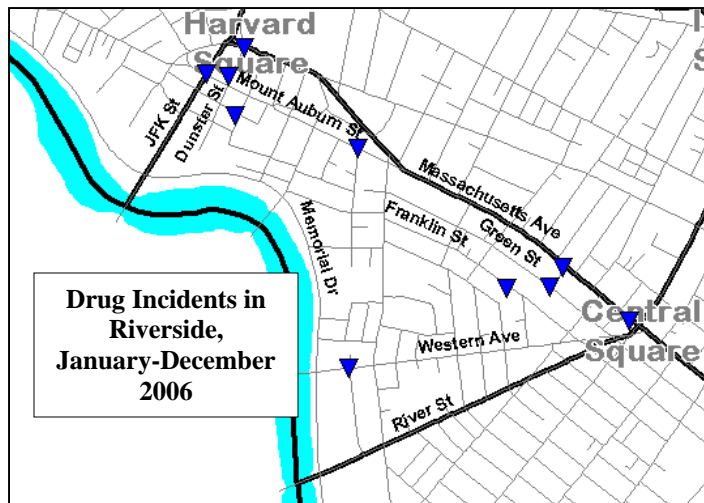 Harvard
Square
JFK St
Dunster St
Mount Auburn St
Massachusetts Ave
Green St
Franklin St
Memorial Dr
Drug Incidents in
Riverside,
January-December
2006
Western Ave
Central
Square
River St